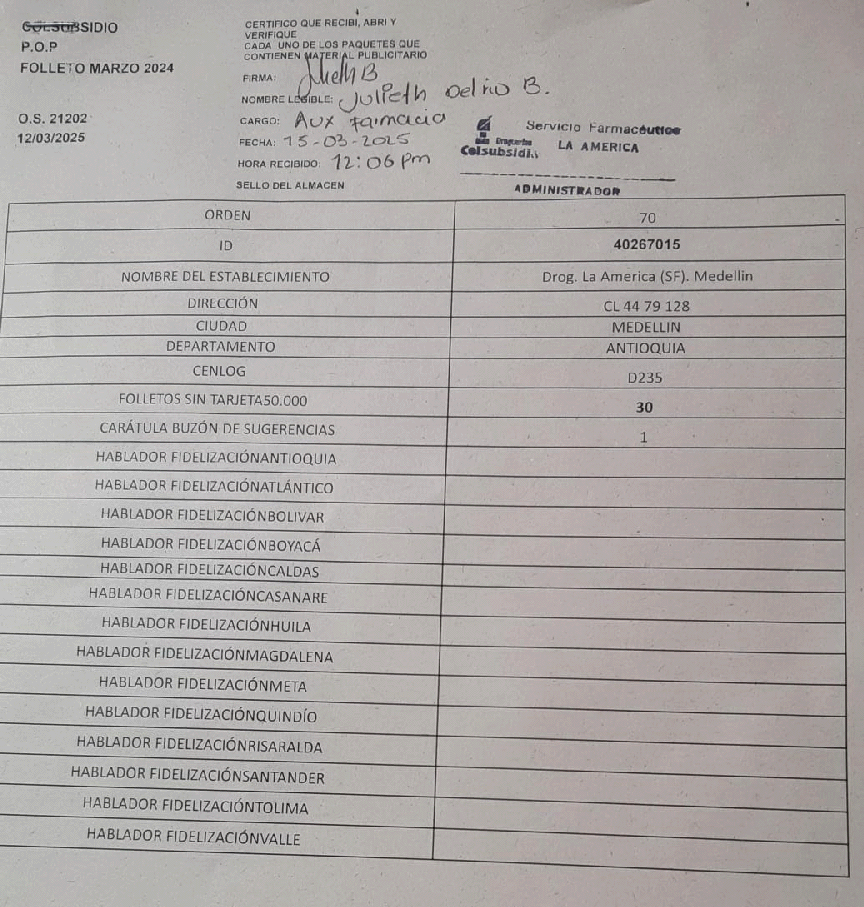 COLSUBSIDIO
P.O.P
FOLLETO MARZO 2024
O.S. 21202
12/03/2025
CERTIFICO QUE RECIBI, ABRI Y
VERIFIQUE
CADA UNO DE LOS PAQUETES QUE
CONTIENEN MATERIAL PUBLICITARIO
FIRMA: Julieth B
NOMBRE LEGIBLE: Julieth Del rio B.
CARGO: Aux Farmacia
FECHA: 15-03-2025
HORA RECIBIDO: 12:06 pm
SELLO DEL ALMACEN
Droguerías
Colsubsidio
Servicio Farmacéutico
LA AMERICA
ADMINISTRADOR
ORDEN 70
ID 40267015
NOMBRE DEL ESTABLECIMIENTO Drog. La America (SF). Medellin
DIRECCIÓN CL 44 79 128
CIUDAD MEDELLIN
DEPARTAMENTO ANTIOQUIA
CENLOG D235
FOLLETOS SIN TARJETA50.000 30
CARÁTULA BUZÓN DE SUGERENCIAS 1
HABLADOR FIDELIZACIÓNANTIOQUIA
HABLADOR FIDELIZACIÓNATLÁNTICO
HABLADOR FIDELIZACIÓNBOLIVAR
HABLADOR FIDELIZACIÓNBOYACÁ
HABLADOR FIDELIZACIÓNCALDAS
HABLADOR FIDELIZACIÓNCASANARE
HABLADOR FIDELIZACIÓNHUILA
HABLADOR FIDELIZACIÓNMAGDALENA
HABLADOR FIDELIZACIÓNMETA
HABLADOR FIDELIZACIÓNQUINDÍO
HABLADOR FIDELIZACIÓNRISARALDA
HABLADOR FIDELIZACIÓNSANTANDER
HABLADOR FIDELIZACIÓNTOLIMA
HABLADOR FIDELIZACIÓNVALLE